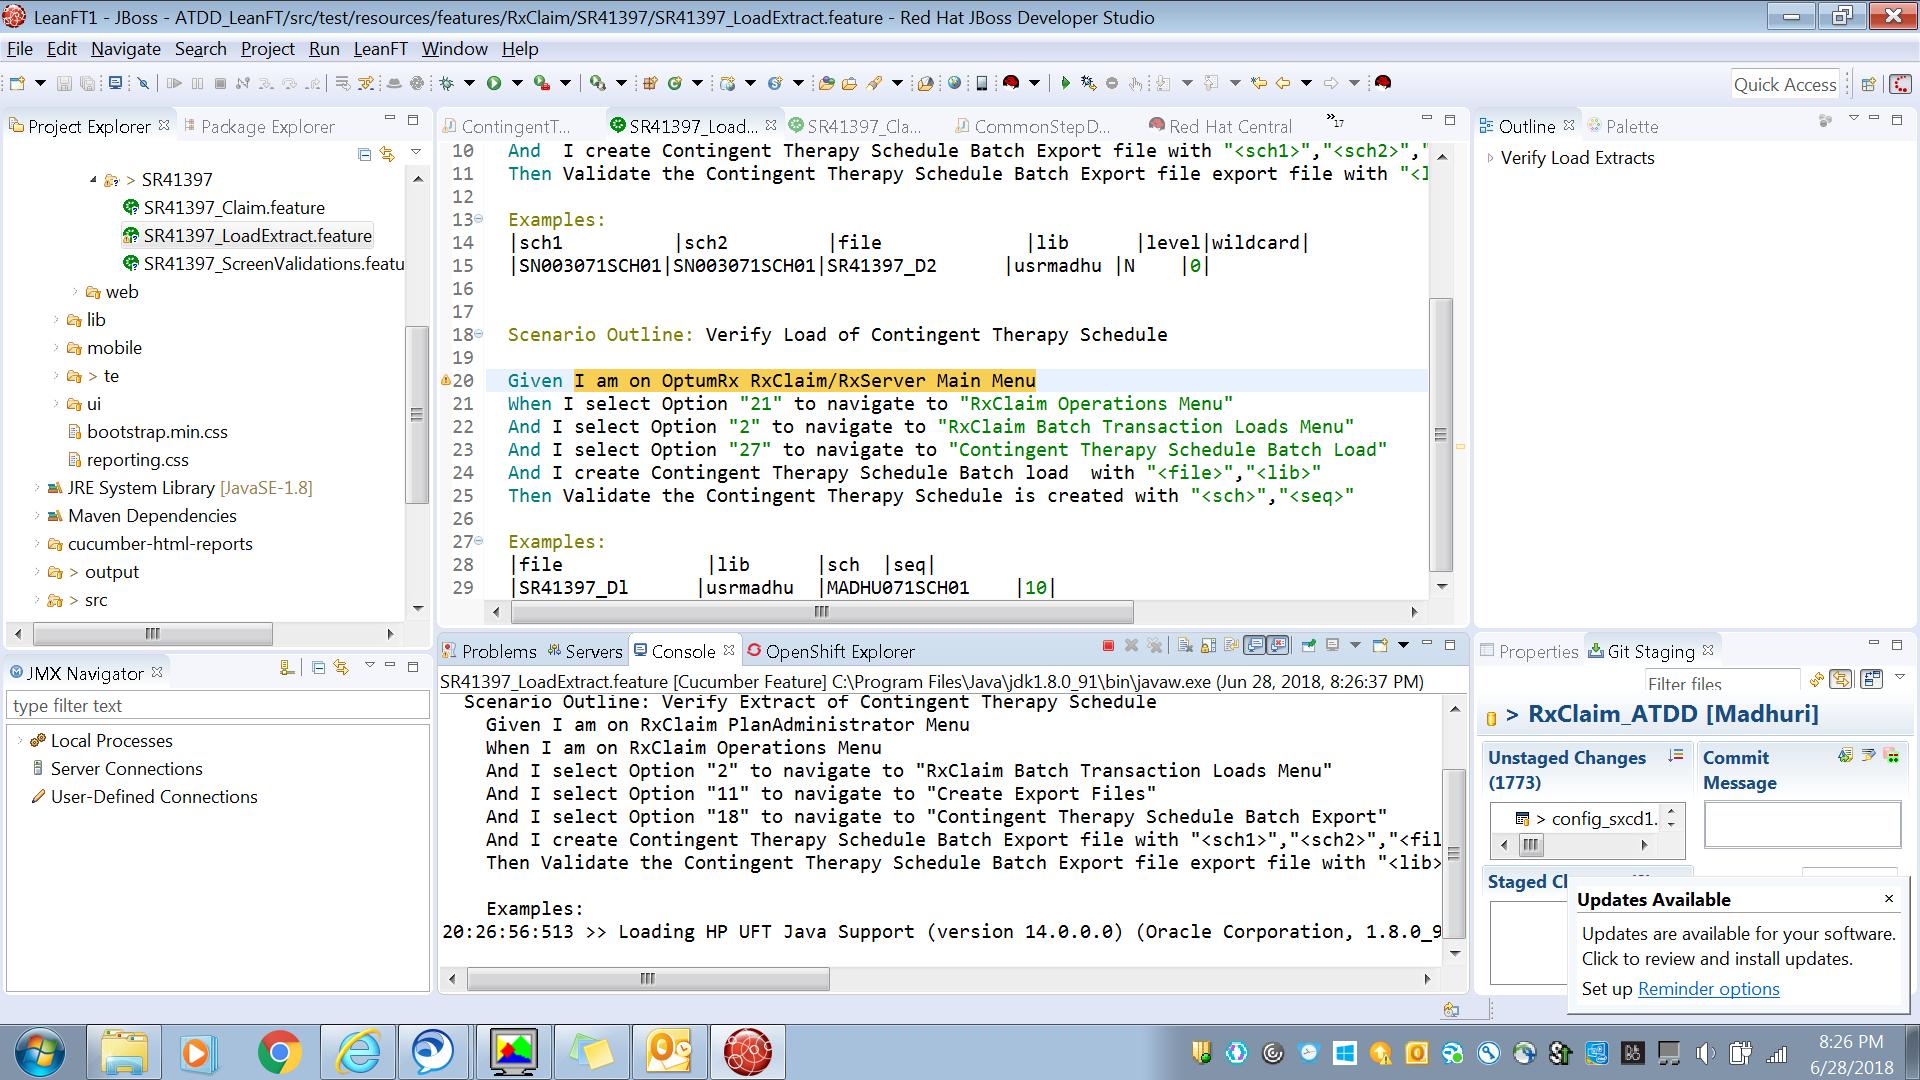 LeanFT1 - JBoss - ATDD_LeanFT/src/test/resources/features/RxClaim/SR41397/SR41397_LoadExtract.feature - Red Hat JBoss Developer Studio
File Edit Navigate Search Project Run LeanFT Window Help
Quick Access
Project Explorer
Package Explorer
> SR41397
SR41397_Claim.feature
SR41397_LoadExtract.feature
SR41397_ScreenValidations.featu
web
lib
mobile
> te
ui
bootstrap.min.css
reporting.css
JRE System Library [JavaSE-1.8]
Maven Dependencies
cucumber-html-reports
> output
> src
ContingentT...
SR41397_Load...
SR41397_Cla...
CommonStepD...
Red Hat Central
»17
10 And  I create Contingent Therapy Schedule Batch Export file with "<sch1>","<sch2>","
11 Then Validate the Contingent Therapy Schedule Batch Export file export file with "<l
12
13 Examples:
14 |sch1          |sch2         |file             |lib      |level|wildcard|
15 |SN003071SCH01|SN003071SCH01|SR41397_D2      |usrmadhu |N    |0|
16
17
18 Scenario Outline: Verify Load of Contingent Therapy Schedule
19
20 Given I am on OptumRx RxClaim/RxServer Main Menu
21 When I select Option "21" to navigate to "RxClaim Operations Menu"
22 And I select Option "2" to navigate to "RxClaim Batch Transaction Loads Menu"
23 And I select Option "27" to navigate to "Contingent Therapy Schedule Batch Load"
24 And I create Contingent Therapy Schedule Batch load  with "<file>","<lib>"
25 Then Validate the Contingent Therapy Schedule is created with "<sch>","<seq>"
26
27 Examples:
28 |file             |lib      |sch  |seq|
29 |SR41397_Dl      |usrmadhu  |MADHU071SCH01    |10|
Outline
Palette
Verify Load Extracts
JMX Navigator
type filter text
Local Processes
Server Connections
User-Defined Connections
Problems
Servers
Console
OpenShift Explorer
SR41397_LoadExtract.feature [Cucumber Feature] C:\Program Files\Java\jdk1.8.0_91\bin\javaw.exe (Jun 28, 2018, 8:26:37 PM)
Scenario Outline: Verify Extract of Contingent Therapy Schedule
Given I am on RxClaim PlanAdministrator Menu
When I am on RxClaim Operations Menu
And I select Option "2" to navigate to "RxClaim Batch Transaction Loads Menu"
And I select Option "11" to navigate to "Create Export Files"
And I select Option "18" to navigate to "Contingent Therapy Schedule Batch Export"
And I create Contingent Therapy Schedule Batch Export file with "<sch1>","<sch2>","<fil
Then Validate the Contingent Therapy Schedule Batch Export file export file with "<lib>
Examples:
20:26:56:513 >> Loading HP UFT Java Support (version 14.0.0.0) (Oracle Corporation, 1.8.0_9
Properties
Git Staging
Filter files
> RxClaim_ATDD [Madhuri]
Unstaged Changes (1773)
Commit Message
> config_sxcd1.
Updates Available
Updates are available for your software.
Click to review and install updates.
Set up Reminder options
8:26 PM
6/28/2018